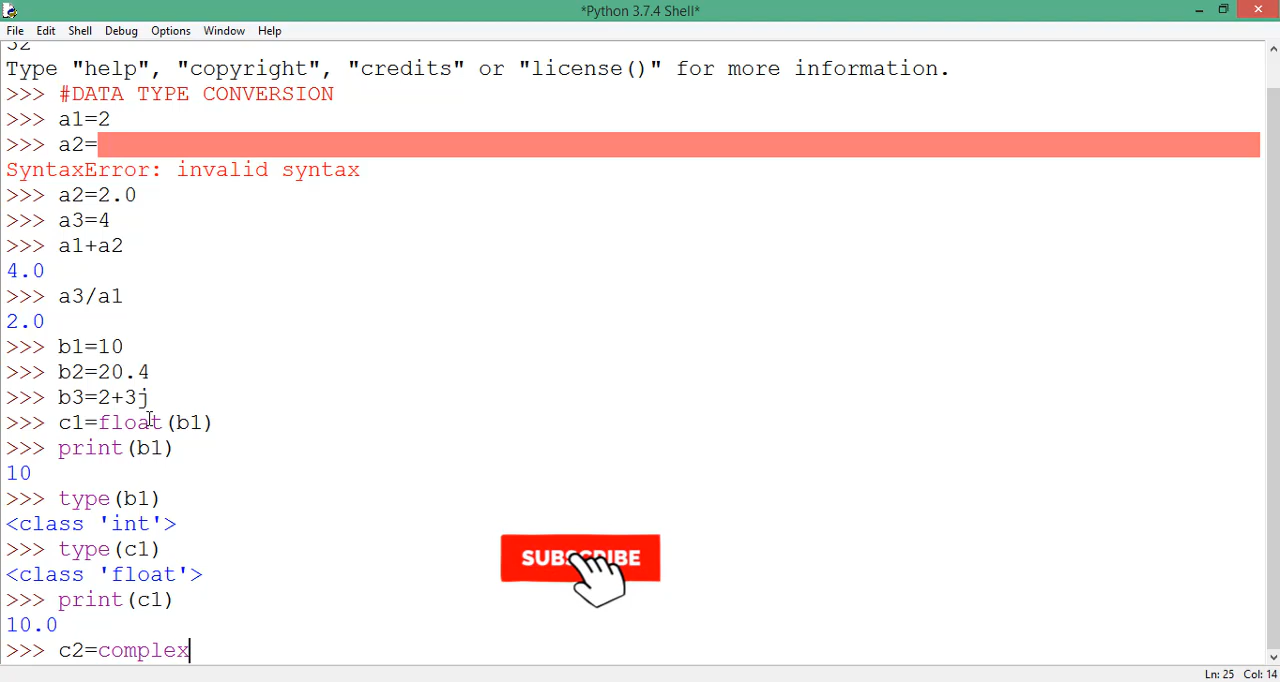 *Python 3.7.4 Shell*
File Edit Shell Debug Options Window Help
32
Type "help", "copyright", "credits" or "license()" for more information.
>>> #DATA TYPE CONVERSION
>>> a1=2
>>> a2=
SyntaxError: invalid syntax
>>> a2=2.0
>>> a3=4
>>> a1+a2
4.0
>>> a3/a1
2.0
>>> b1=10
>>> b2=20.4
>>> b3=2+3j
>>> c1=float(b1)
>>> print(b1)
10
>>> type(b1)
<class 'int'>
>>> type(c1)
<class 'float'>
>>> print(c1)
10.0
>>> c2=complex
SUBSCRIBE
Ln: 25 Col: 14